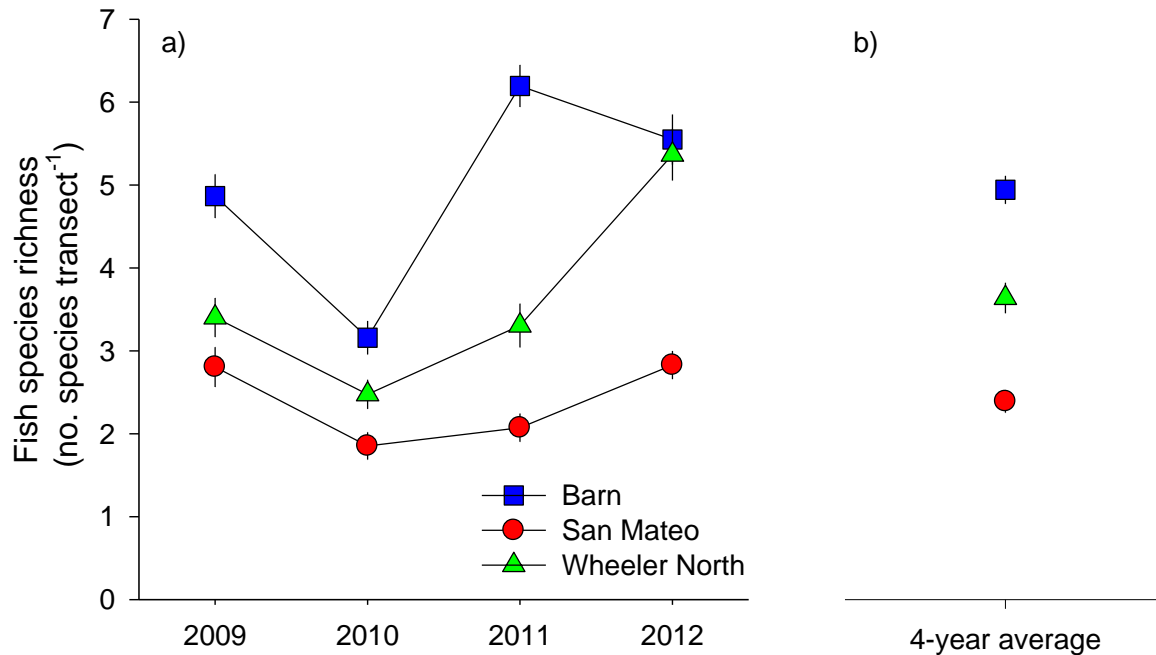 a)
b)
Fish species richness
(no. species transect⁻¹)
7
6
5
4
3
2
1
0
Barn
San Mateo
Wheeler North
2009 2010 2011 2012
4-year average